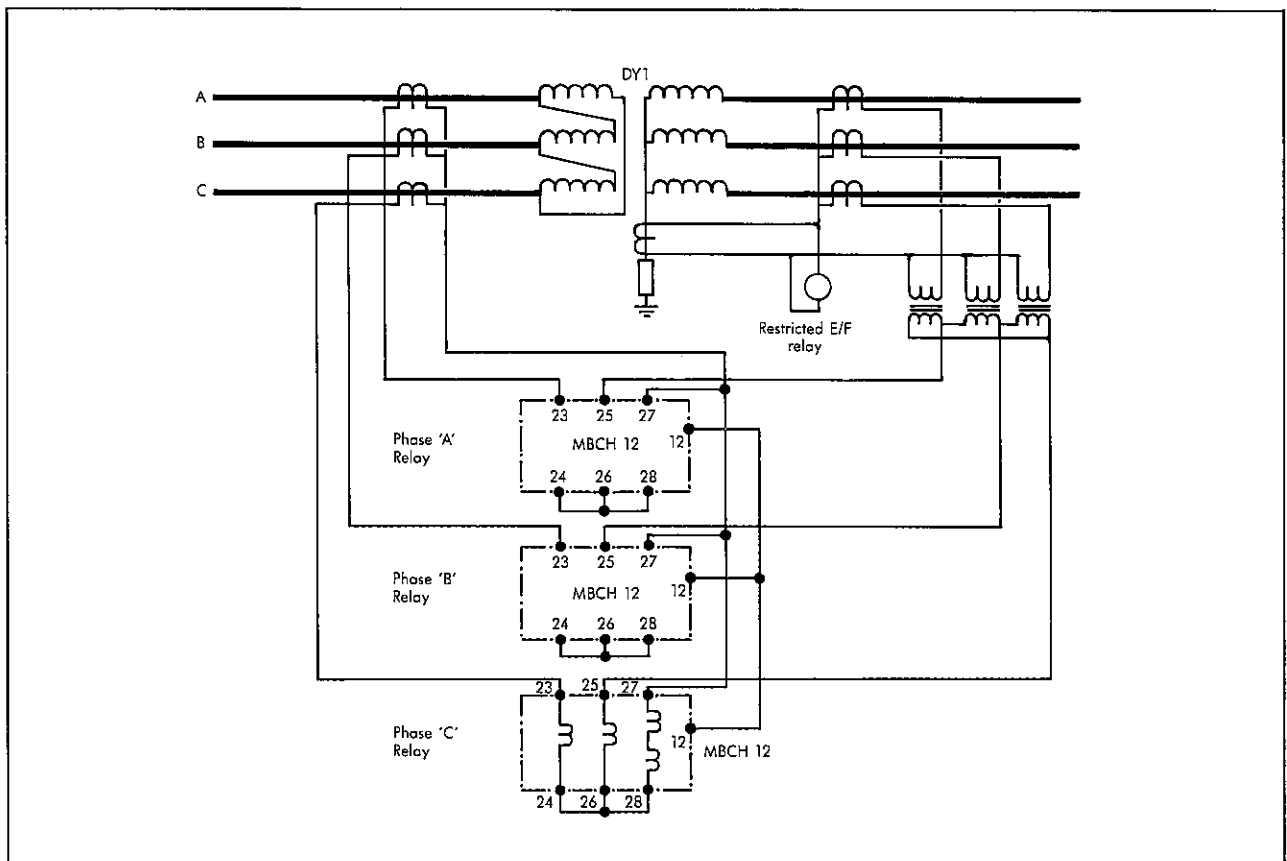 DY1
A
B
C
Restricted E/F
relay
23 25 27
Phase 'A'
Relay
MBCH 12
12
24 26 28
23 25 27
Phase 'B'
Relay
MBCH 12
12
24 26 28
23 25 27
Phase 'C'
Relay
12
MBCH 12
24 26 28